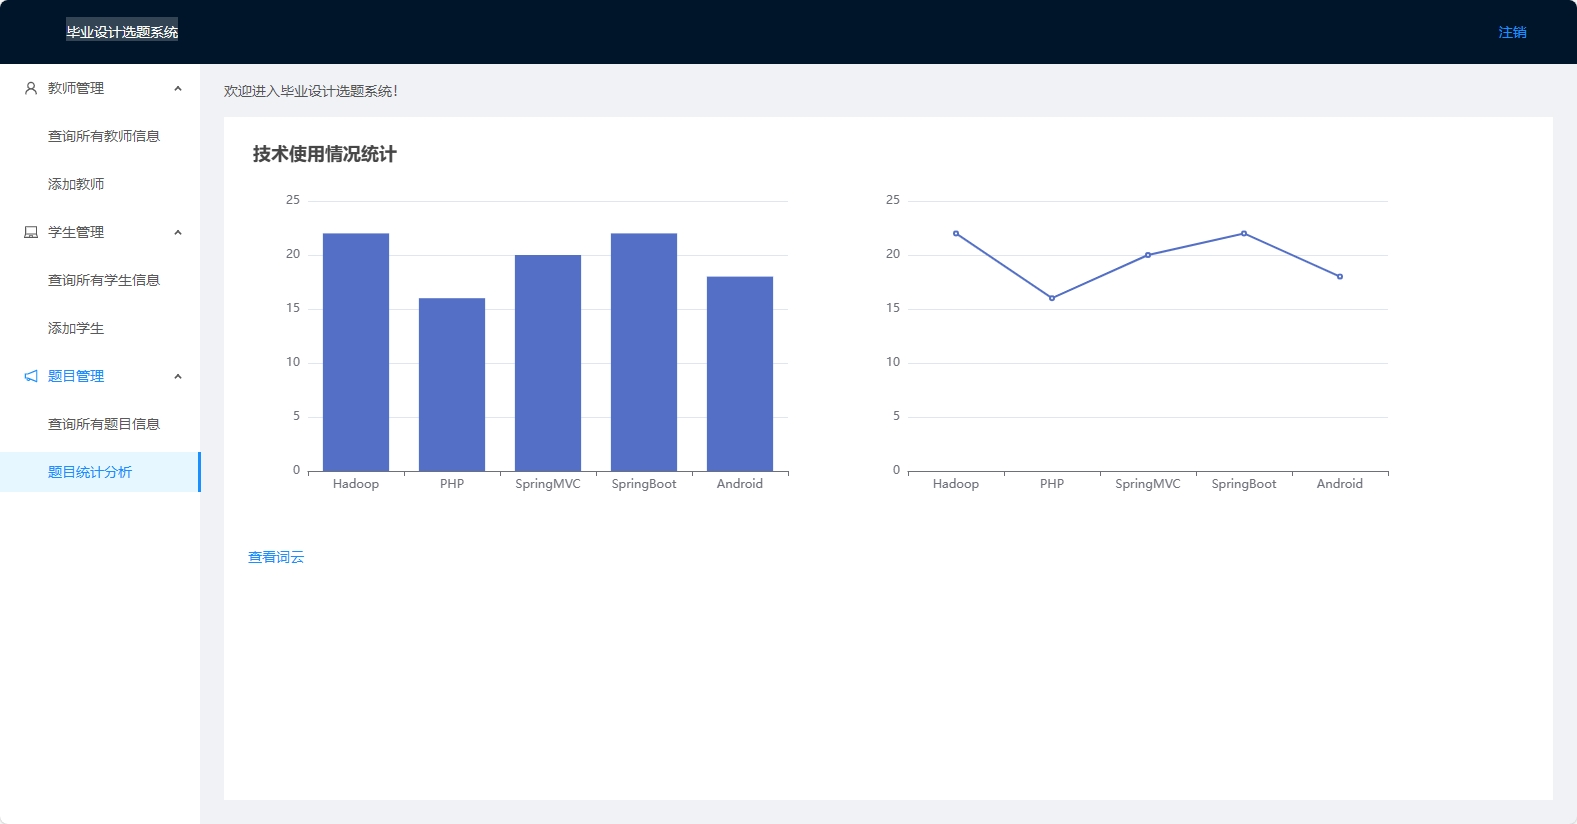 毕业设计选题系统
注销
教师管理
查询所有教师信息
添加教师
学生管理
查询所有学生信息
添加学生
题目管理
查询所有题目信息
题目统计分析
欢迎进入毕业设计选题系统!
技术使用情况统计
25
20
15
10
5
0
Hadoop PHP SpringMVC SpringBoot Android
25
20
15
10
5
0
Hadoop PHP SpringMVC SpringBoot Android
查看词云